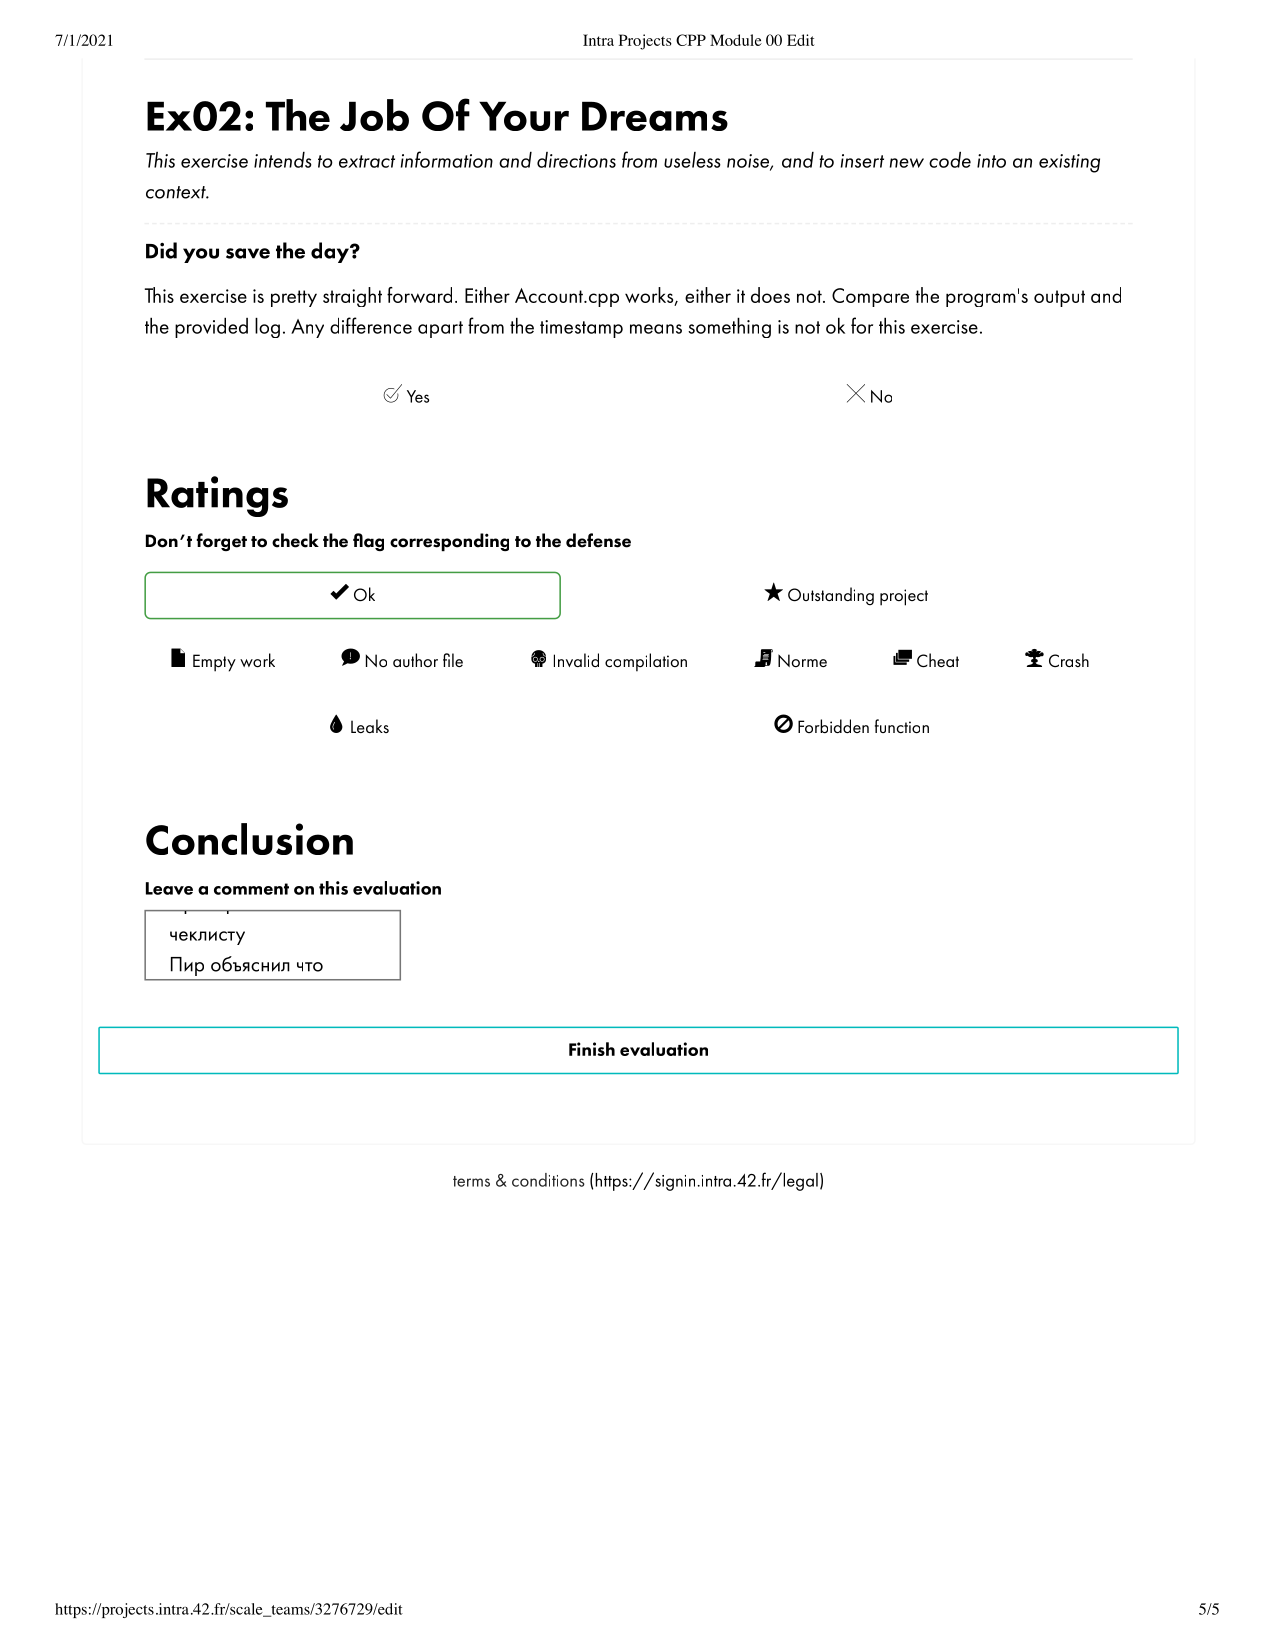 7/1/2021 Intra Projects CPP Module 00 Edit
Ex02: The Job Of Your Dreams
This exercise intends to extract information and directions from useless noise, and to insert new code into an existing
context.
Did you save the day?
This exercise is pretty straight forward. Either Account.cpp works, either it does not. Compare the program's output and
the provided log. Any difference apart from the timestamp means something is not ok for this exercise.
Yes No
Ratings
Don't forget to check the flag corresponding to the defense
Ok Outstanding project
Empty work No author file Invalid compilation Norme Cheat Crash
Leaks Forbidden function
Conclusion
Leave a comment on this evaluation
чеклисту
Пир объяснил что
Finish evaluation
terms & conditions (https://signin.intra.42.fr/legal)
https://projects.intra.42.fr/scale_teams/3276729/edit 5/5